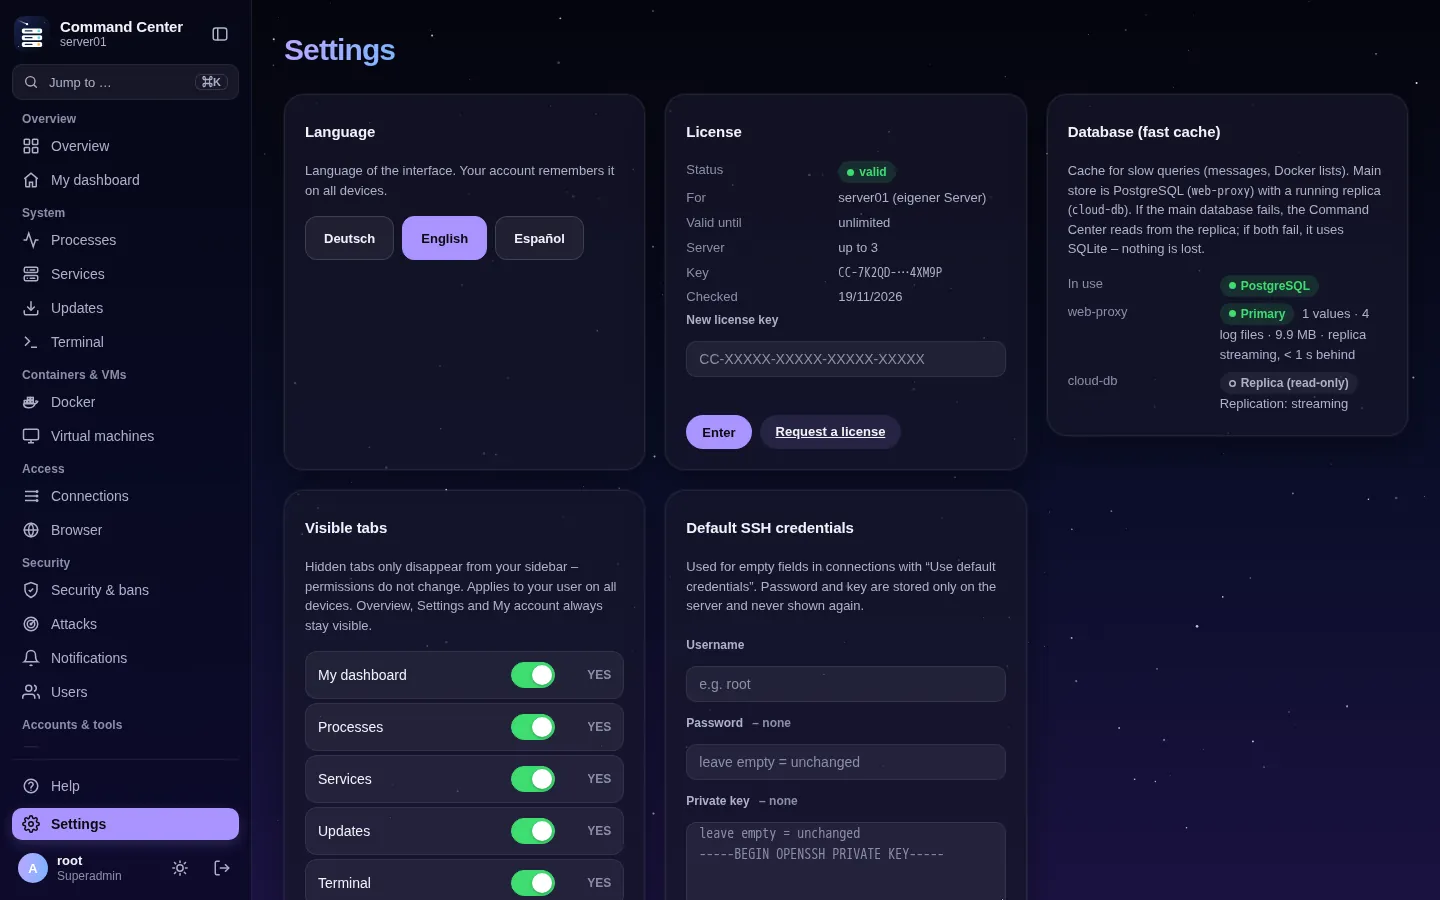 Command Center
server01
Jump to …
⌘K
Overview
Overview
My dashboard
System
Processes
Services
Updates
Terminal
Containers & VMs
Docker
Virtual machines
Access
Connections
Browser
Security
Security & bans
Attacks
Notifications
Users
Accounts & tools
Help
Settings
A
root
Superadmin
Settings
Language
Language of the interface. Your account remembers it
on all devices.
Deutsch
English
Español
License
Status
valid
For
server01 (eigener Server)
Valid until
unlimited
Server
up to 3
Key
CC-7K2QD-···4XM9P
Checked
19/11/2026
New license key
CC-XXXXX-XXXXX-XXXXX-XXXXX
Enter
Request a license
Database (fast cache)
Cache for slow queries (messages, Docker lists). Main
store is PostgreSQL (web-proxy) with a running replica
(cloud-db). If the main database fails, the Command
Center reads from the replica; if both fail, it uses
SQLite – nothing is lost.
In use
PostgreSQL
web-proxy
Primary 1 values · 4
log files · 9.9 MB · replica
streaming, < 1 s behind
cloud-db
Replica (read-only)
Replication: streaming
Visible tabs
Hidden tabs only disappear from your sidebar –
permissions do not change. Applies to your user on all
devices. Overview, Settings and My account always
stay visible.
My dashboard
YES
Processes
YES
Services
YES
Updates
YES
Terminal
YES
Default SSH credentials
Used for empty fields in connections with “Use default
credentials”. Password and key are stored only on the
server and never shown again.
Username
e.g. root
Password – none
leave empty = unchanged
Private key – none
leave empty = unchanged
-----BEGIN OPENSSH PRIVATE KEY-----